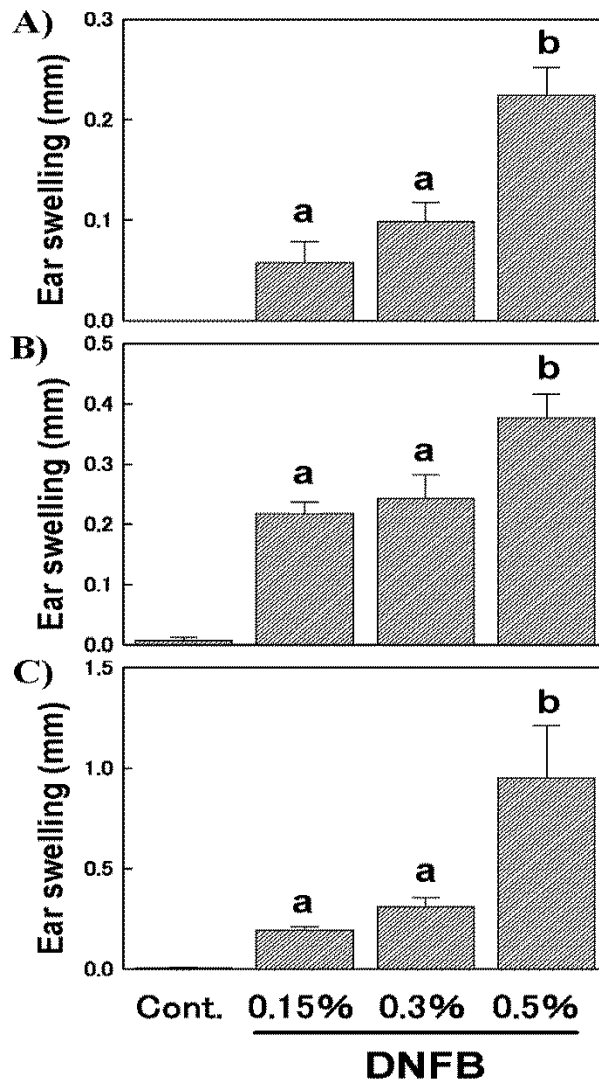 A)
Ear swelling (mm)
0.3
0.2
0.1
0.0
a
a
b
B)
Ear swelling (mm)
0.5
0.4
0.3
0.2
0.1
0.0
a
a
b
C)
Ear swelling (mm)
1.5
1.0
0.5
0.0
a
a
b
Cont. 0.15% 0.3% 0.5%
DNFB